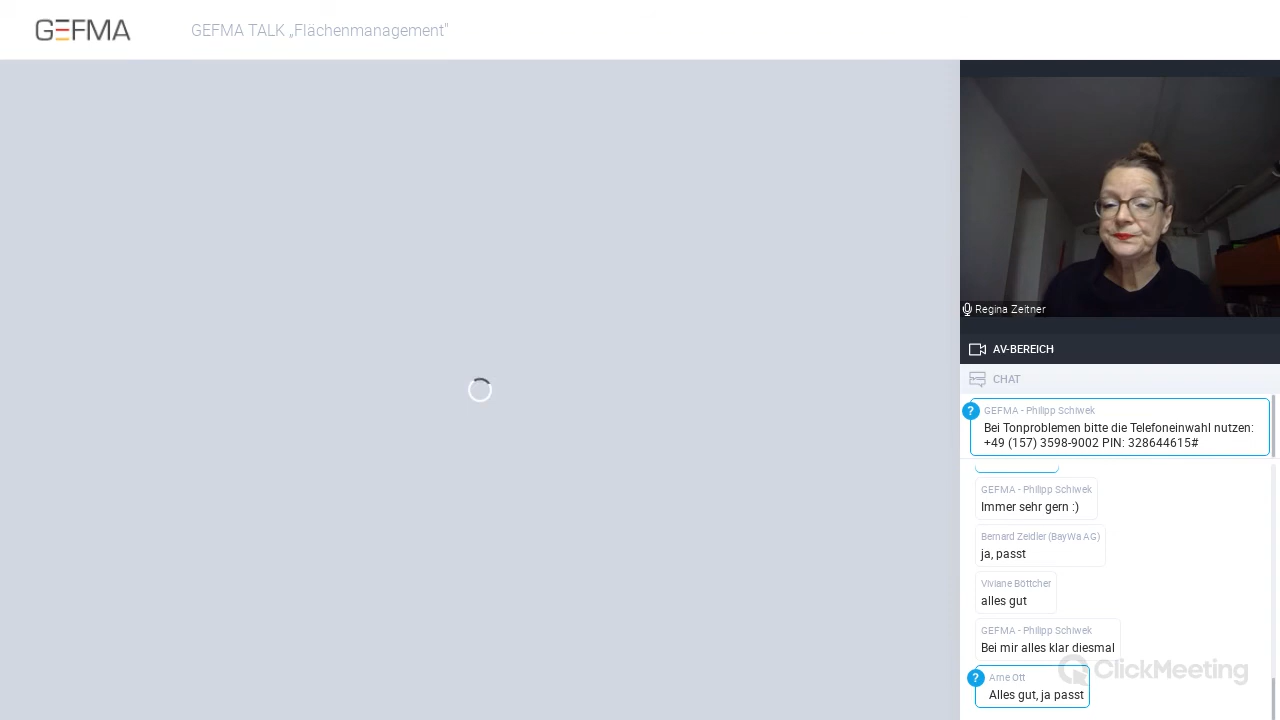 GEFMA
GEFMA TALK „Flächenmanagement"
Regina Zeitner
AV-BEREICH
CHAT
? GEFMA - Philipp Schiwek
Bei Tonproblemen bitte die Telefoneinwahl nutzen:
+49 (157) 3598-9002 PIN: 328644615#
GEFMA - Philipp Schiwek
Immer sehr gern :)
Bernard Zeidler (BayWa AG)
ja, passt
Viviane Böttcher
alles gut
GEFMA - Philipp Schiwek
Bei mir alles klar diesmal
ClickMeeting
? Arne Ott
Alles gut, ja passt